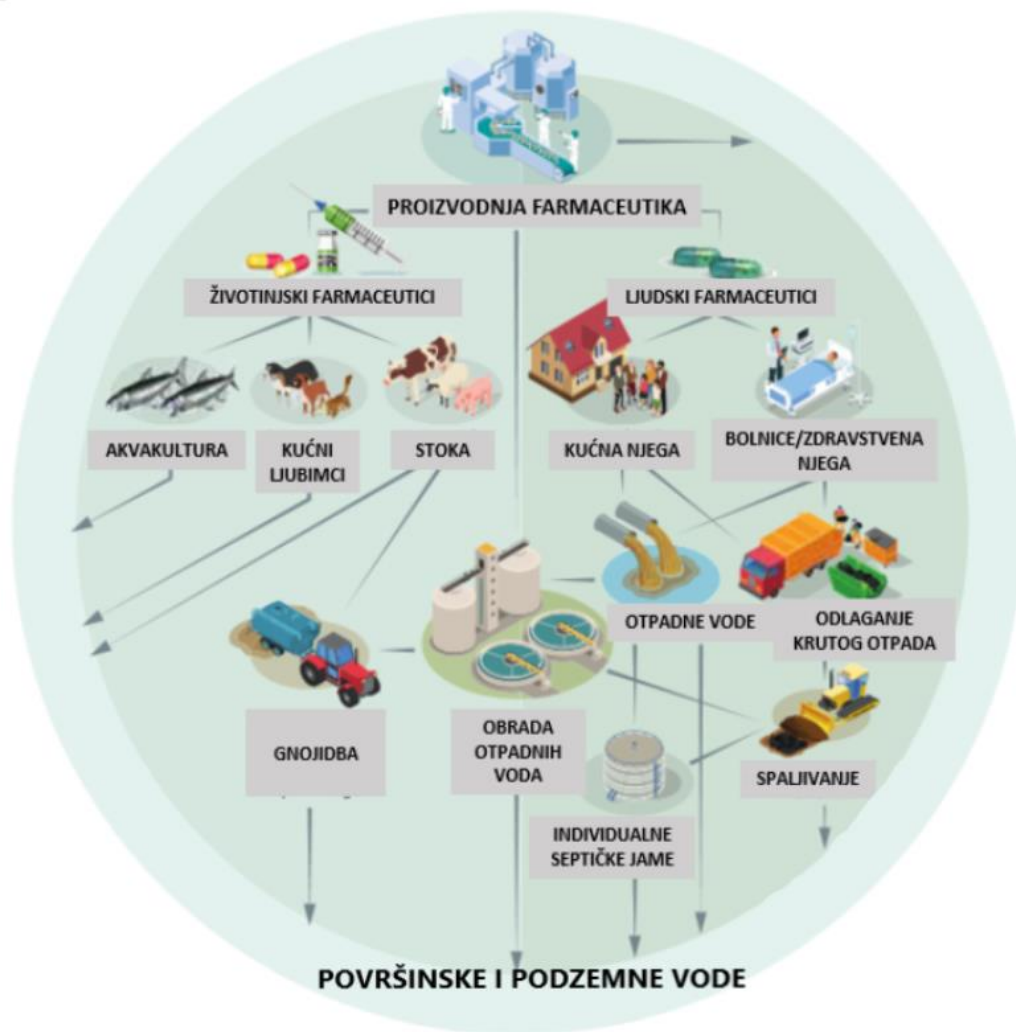 PROIZVODNJA FARMACEUTIKA
ŽIVOTINJSKI FARMACEUTICI
LJUDSKI FARMACEUTICI
AKVAKULTURA
KUĆNI
LJUBIMCI
STOKA
KUĆNA NJEGA
BOLNICE/ZDRAVSTVENA
NJEGA
OTPADNE VODE
ODLAGANJE
KRUTOG OTPADA
GNOJIDBA
OBRADA
OTPADNIH
VODA
SPALJIVANJE
INDIVIDUALNE
SEPTIČKE JAME
POVRŠINSKE I PODZEMNE VODE